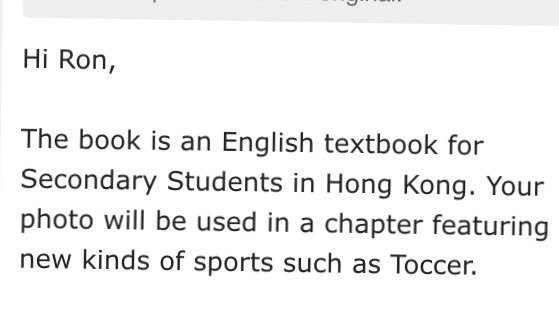 Hi Ron,
The book is an English textbook for
Secondary Students in Hong Kong. Your
photo will be used in a chapter featuring
new kinds of sports such as Toccer.